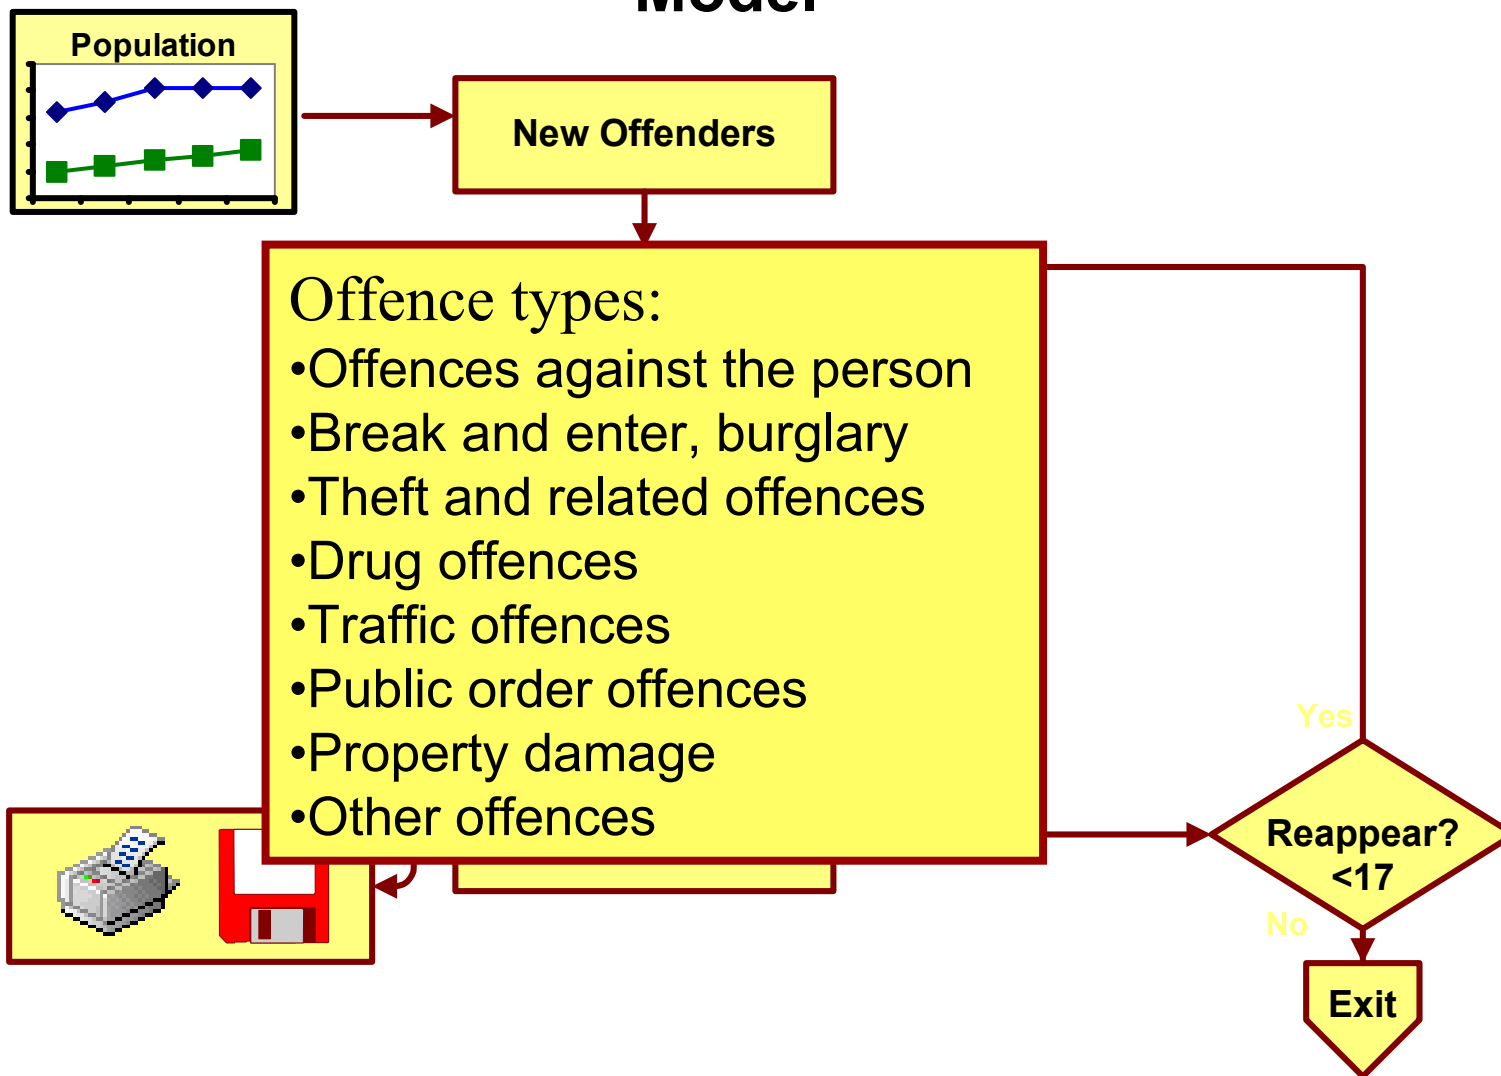 Model
Population
New Offenders
Offence types:
•Offences against the person
•Break and enter, burglary
•Theft and related offences
•Drug offences
•Traffic offences
•Public order offences
•Property damage
•Other offences
Yes
Reappear?
<17
No
Exit